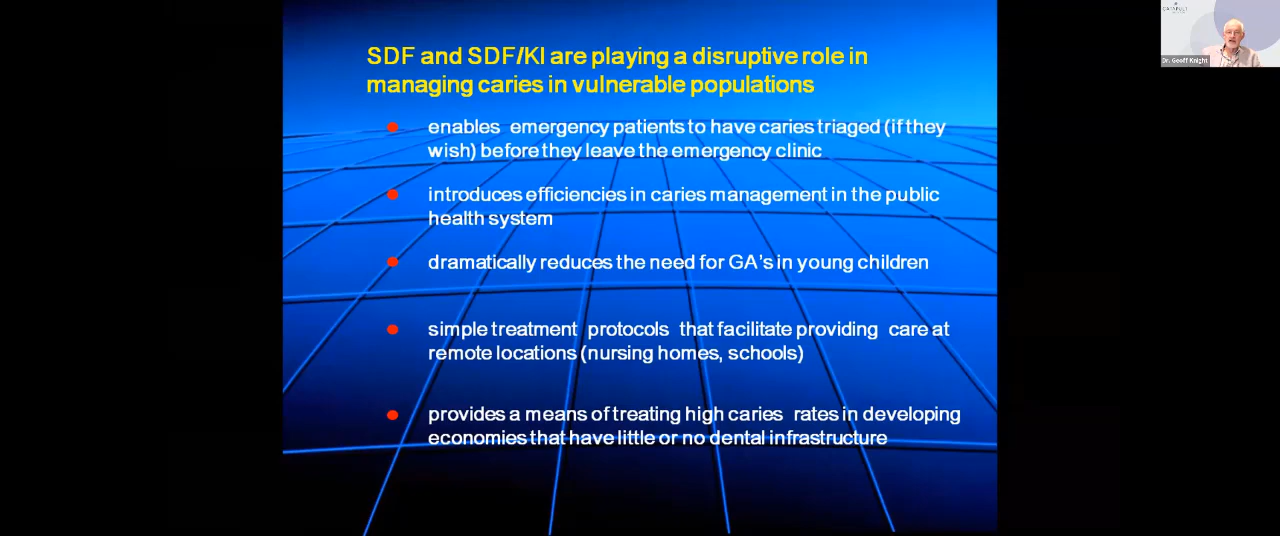 SDF and SDF/KI are playing a disruptive role in
managing caries in vulnerable populations
enables emergency patients to have caries triaged (if they
wish) before they leave the emergency clinic
introduces efficiencies in caries management in the public
health system
dramatically reduces the need for GA's in young children
simple treatment protocols that facilitate providing care at
remote locations (nursing homes, schools)
provides a means of treating high caries rates in developing
economies that have little or no dental infrastructure
CATAPULT
Dr. Geoff Knight